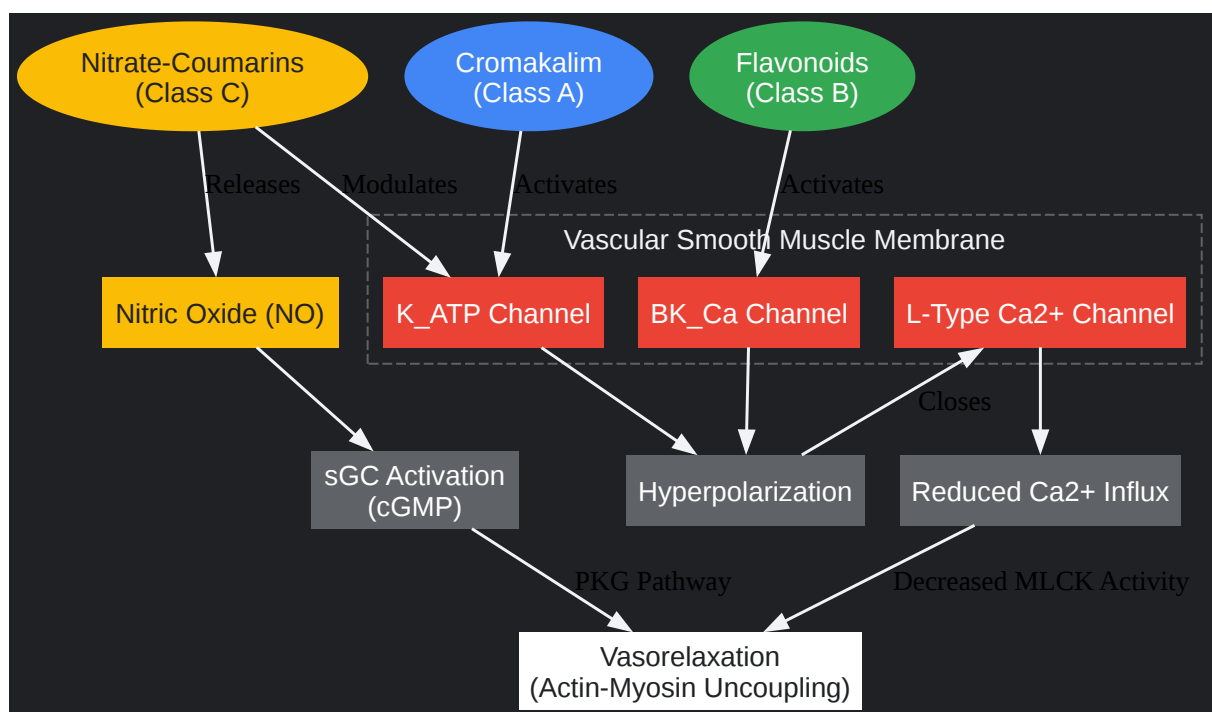 Nitrate-Coumarins
(Class C)
Cromakalim
(Class A)
Flavonoids
(Class B)
Releases
Modulates
Activates
Activates
Vascular Smooth Muscle Membrane
Nitric Oxide (NO)
K_ATP Channel
BK_Ca Channel
L-Type Ca2+ Channel
Closes
sGC Activation
(cGMP)
Hyperpolarization
Reduced Ca2+ Influx
PKG Pathway
Decreased MLCK Activity
Vasorelaxation
(Actin-Myosin Uncoupling)